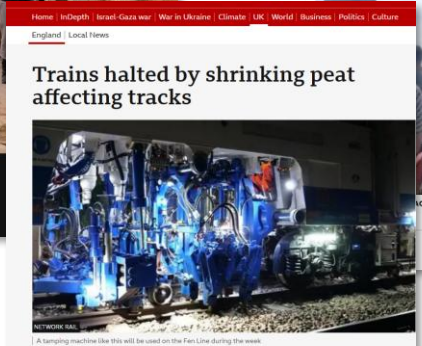 Home | InDepth | Israel-Gaza war | War in Ukraine | Climate | UK | World | Business | Politics | Culture
England | Local News
Trains halted by shrinking peat
affecting tracks
NETWORK RAIL
A tamping machine like this will be used on the Fen Line during the week